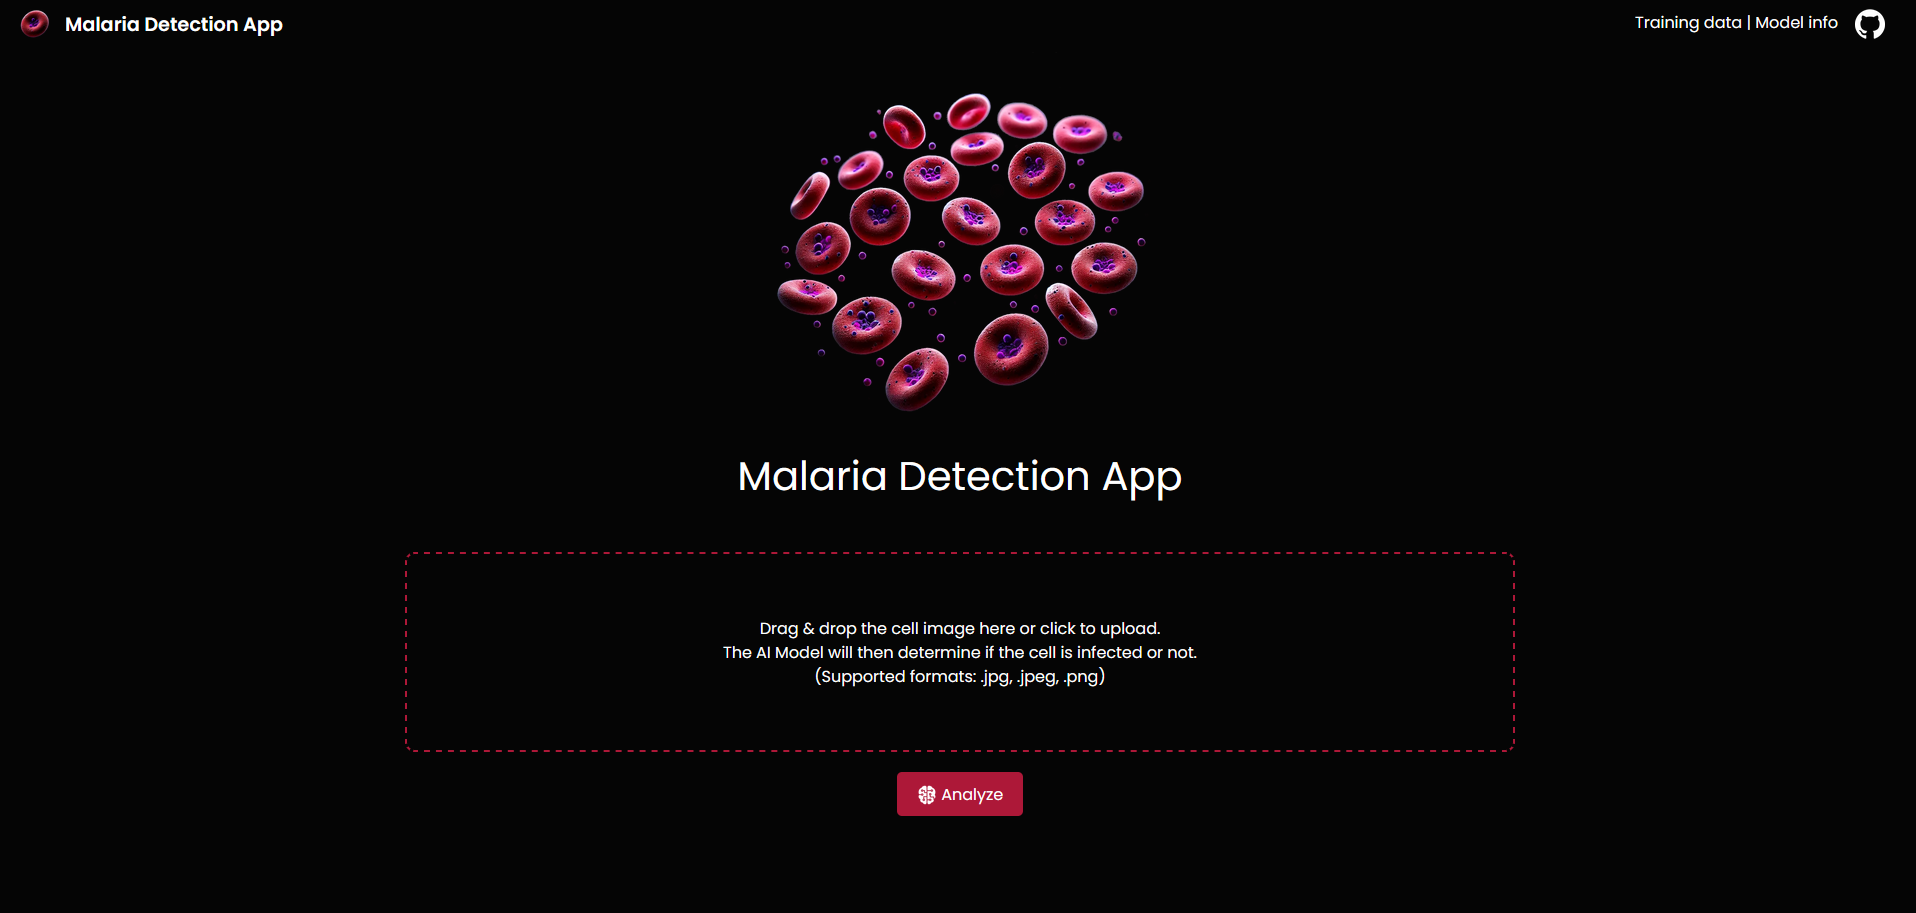 Malaria Detection App
Training data | Model info
Malaria Detection App
Drag & drop the cell image here or click to upload.
The AI Model will then determine if the cell is infected or not.
(Supported formats: .jpg, .jpeg, .png)
Analyze